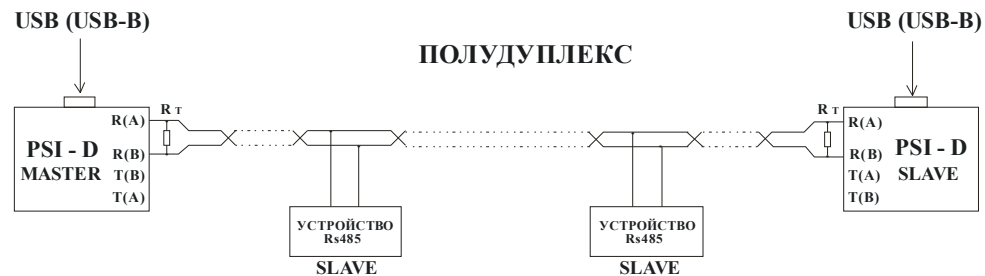 USB (USB-B)
USB (USB-B)
ПОЛУДУПЛЕКС
R T
R(A)
PSI - D
R(B)
MASTER
T(B)
T(A)
R T
R(A)
R(B)
PSI - D
T(A)
SLAVE
T(B)
УСТРОЙСТВО
Rs485
SLAVE
УСТРОЙСТВО
Rs485
SLAVE